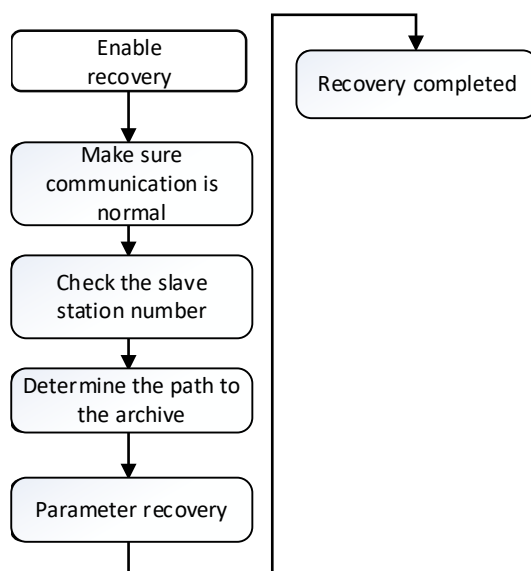 Enable
recovery
Make sure
communication is
normal
Check the slave
station number
Determine the path to
the archive
Parameter recovery
Recovery completed